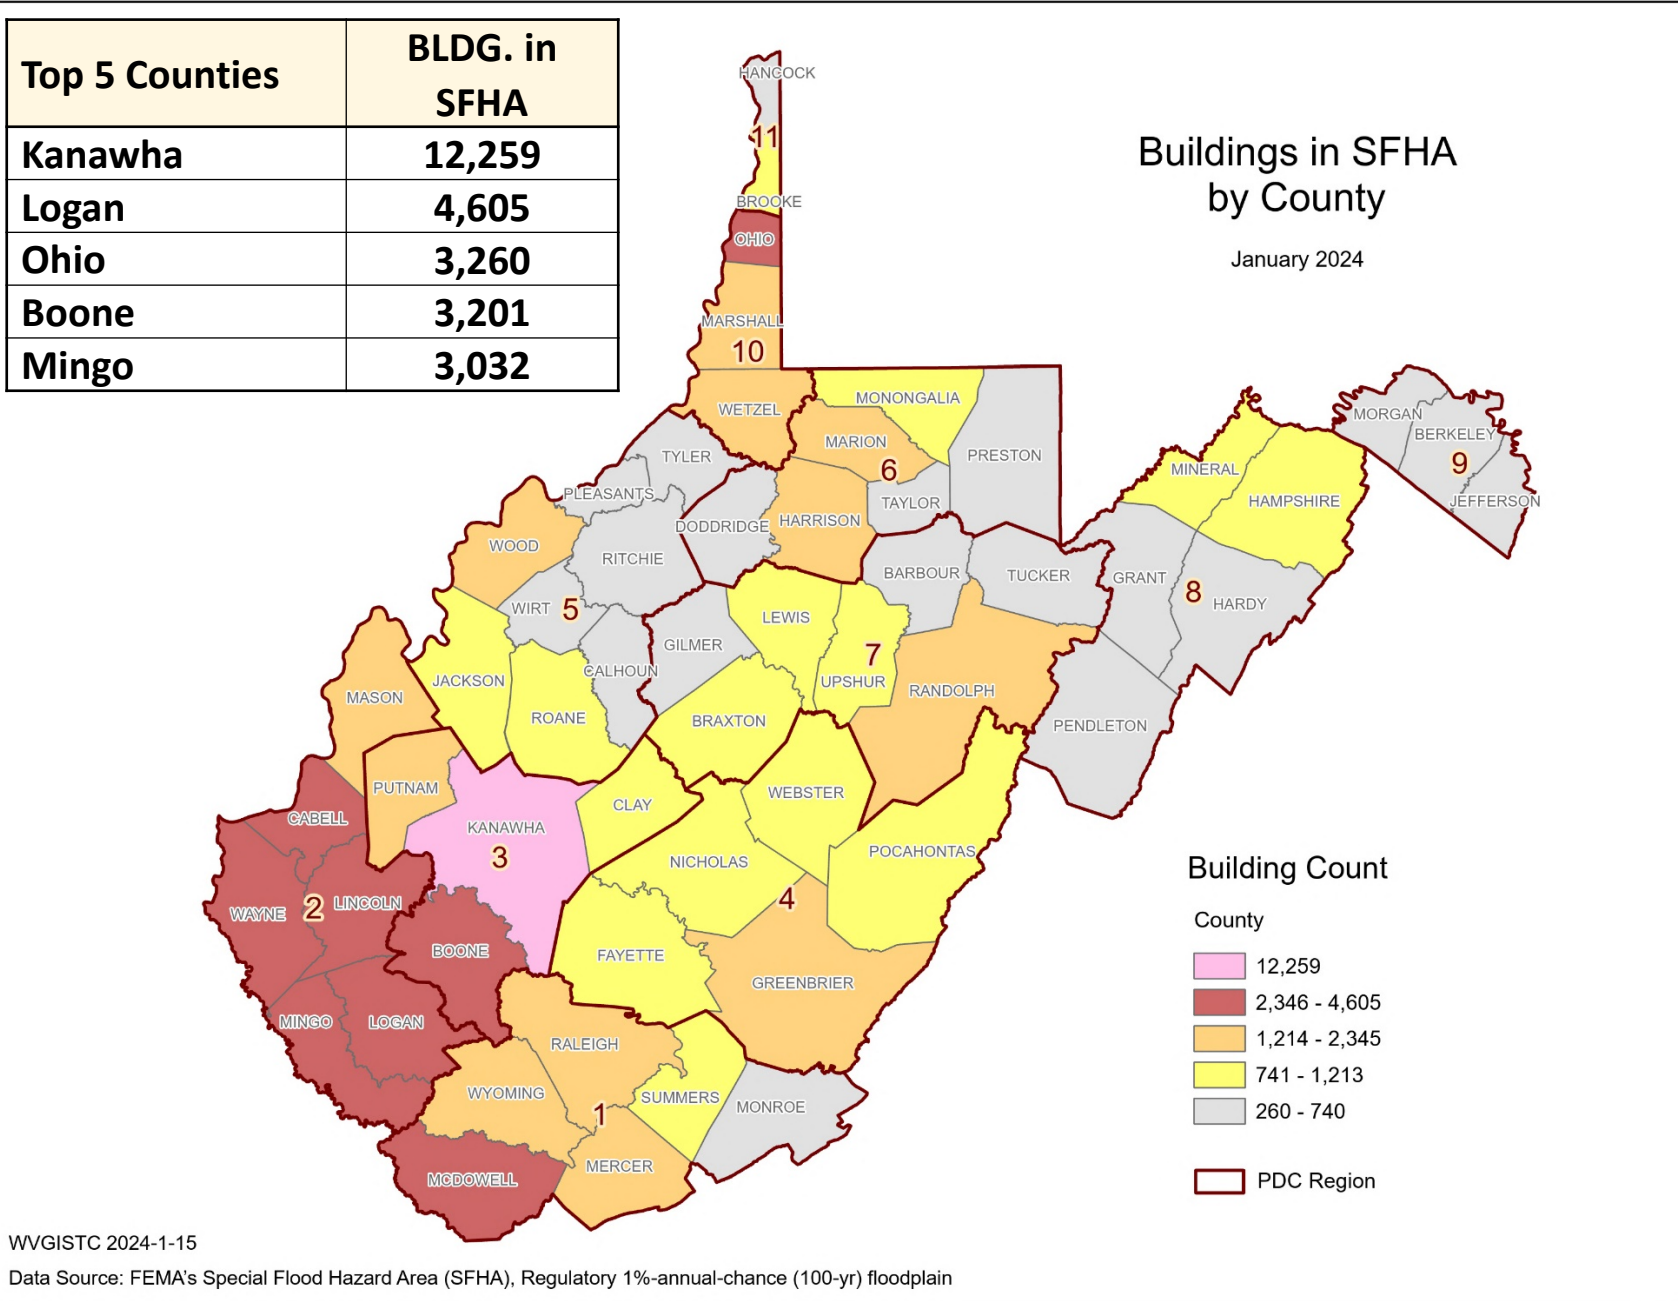 Top 5 Counties
BLDG. in
SFHA
Kanawha 12,259
Logan 4,605
Ohio 3,260
Boone 3,201
Mingo 3,032
Buildings in SFHA
by County
January 2024
HANCOCK
11
BROOKE
OHIO
MARSHALL
10
WETZEL
MONONGALIA
MARION
6
PRESTON
TAYLOR
TYLER
PLEASANTS
DODDRIDGE
HARRISON
MORGAN
BERKELEY
9
JEFFERSON
MINERAL
HAMPSHIRE
WOOD
RITCHIE
BARBOUR
TUCKER
GRANT
8
HARDY
WIRT
5
LEWIS
GILMER
CALHOUN
7
UPSHUR
RANDOLPH
JACKSON
MASON
ROANE
BRAXTON
PENDLETON
PUTNAM
CLAY
WEBSTER
CABELL
KANAWHA
3
NICHOLAS
POCAHONTAS
4
WAYNE
2
LINCOLN
BOONE
FAYETTE
GREENBRIER
MINGO
LOGAN
RALEIGH
WYOMING
1
SUMMERS
MONROE
MERCER
MCDOWELL
Building Count
County
12,259
2,346 - 4,605
1,214 - 2,345
741 - 1,213
260 - 740
PDC Region
WVGISTC 2024-1-15
Data Source: FEMA's Special Flood Hazard Area (SFHA), Regulatory 1%-annual-chance (100-yr) floodplain